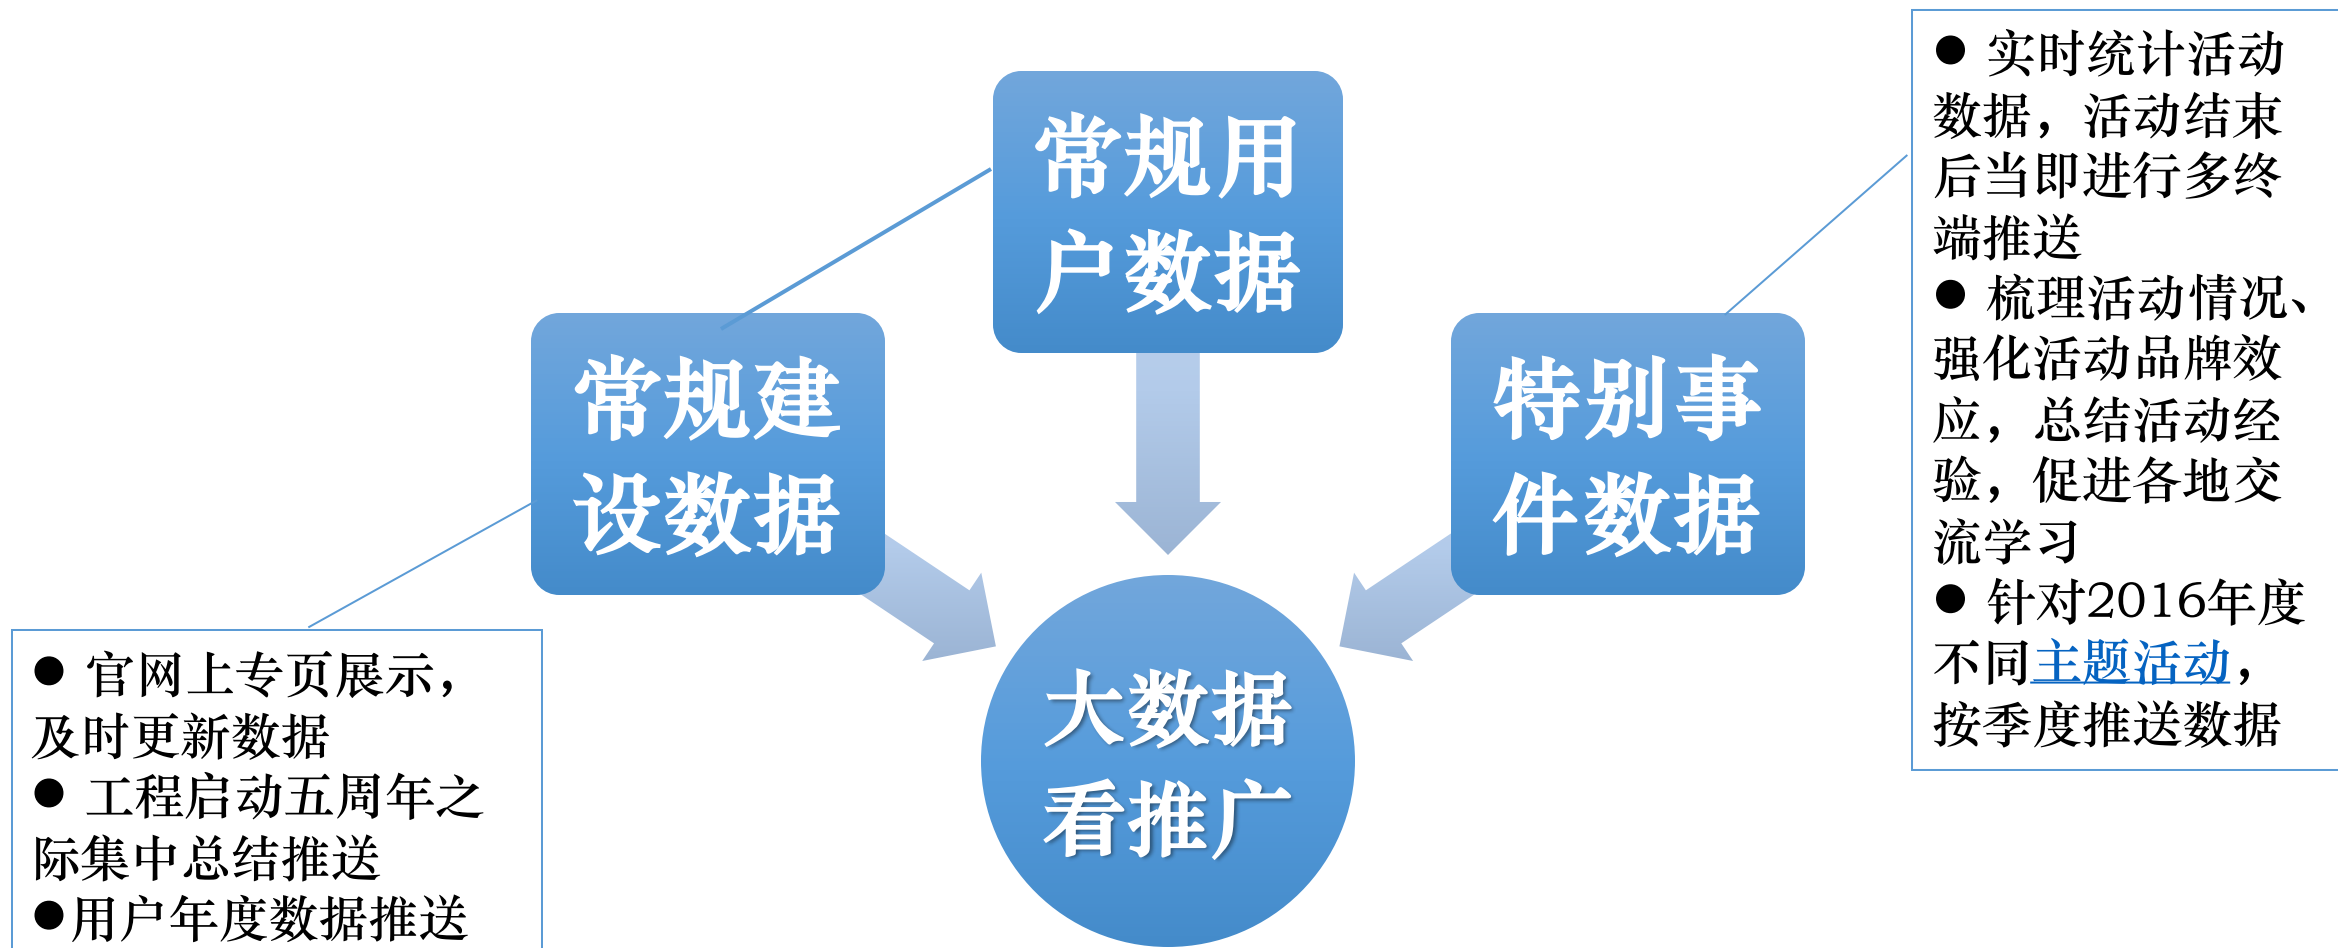 常规用
户数据
常规建
设数据
特别事
件数据
大数据
看推广
● 官网上专页展示，
及时更新数据
● 工程启动五周年之
际集中总结推送
●用户年度数据推送
● 实时统计活动
数据，活动结束
后当即进行多终
端推送
● 梳理活动情况、
强化活动品牌效
应，总结活动经
验，促进各地交
流学习
● 针对2016年度
不同主题活动，
按季度推送数据